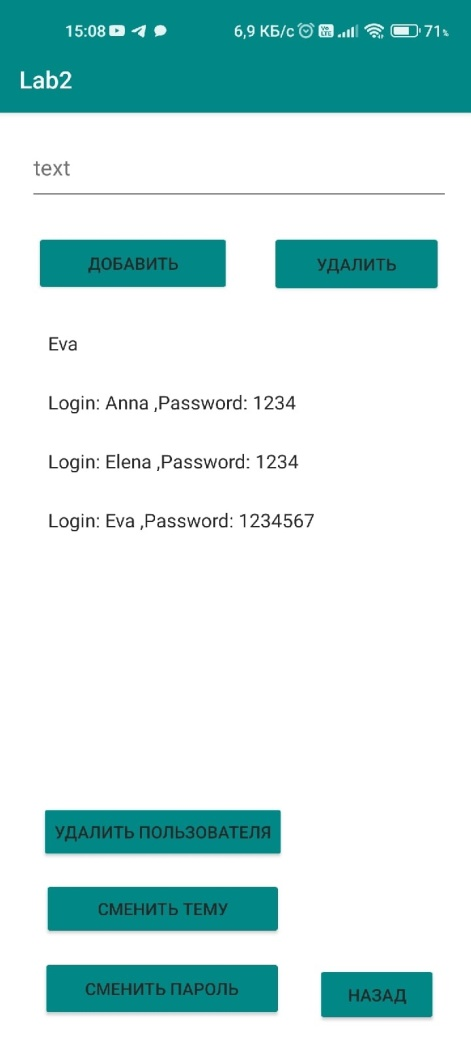 15:08 6,9 КБ/с 71%
Lab2
text
ДОБАВИТЬ УДАЛИТЬ
Eva
Login: Anna ,Password: 1234
Login: Elena ,Password: 1234
Login: Eva ,Password: 1234567
УДАЛИТЬ ПОЛЬЗОВАТЕЛЯ
СМЕНИТЬ ТЕМУ
СМЕНИТЬ ПАРОЛЬ НАЗАД